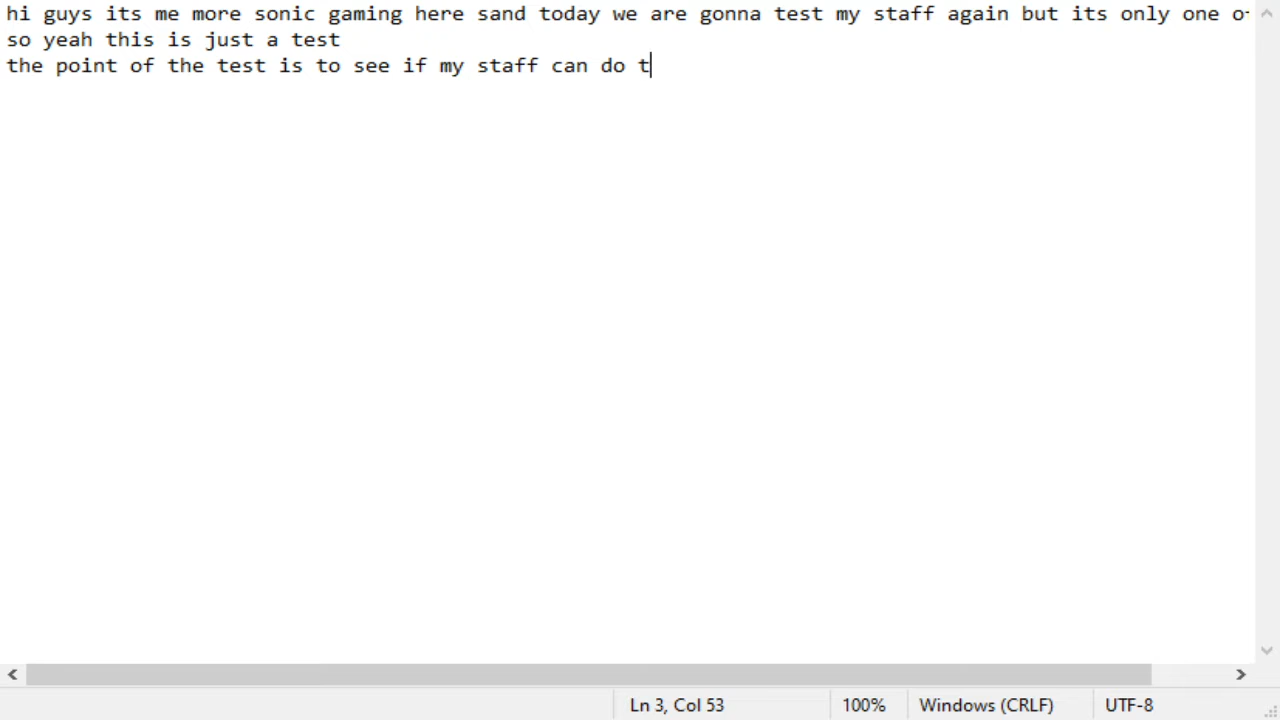 hi guys its me more sonic gaming here sand today we are gonna test my staff again but its only one
so yeah this is just a test
the point of the test is to see if my staff can do t
Ln 3, Col 53 100% Windows (CRLF) UTF-8